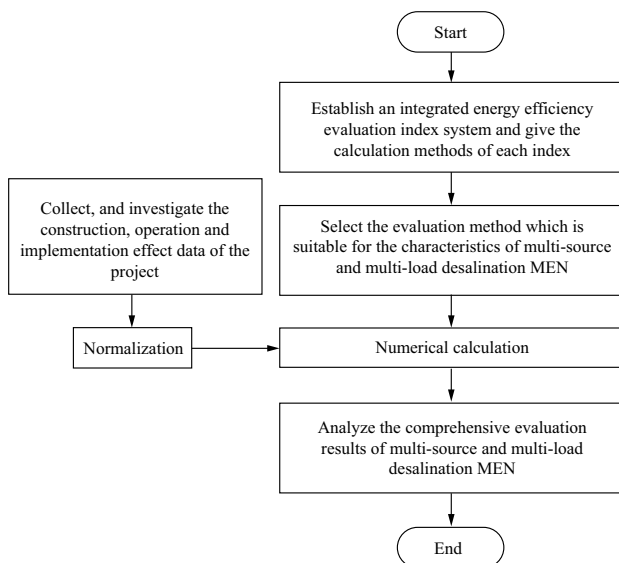 Start
Establish an integrated energy efficiency
evaluation index system and give the
calculation methods of each index
Collect, and investigate the
construction, operation and
implementation effect data of the
project
Select the evaluation method which is
suitable for the characteristics of multi-source
and multi-load desalination MEN
Normalization
Numerical calculation
Analyze the comprehensive evaluation
results of multi-source and multi-load
desalination MEN
End